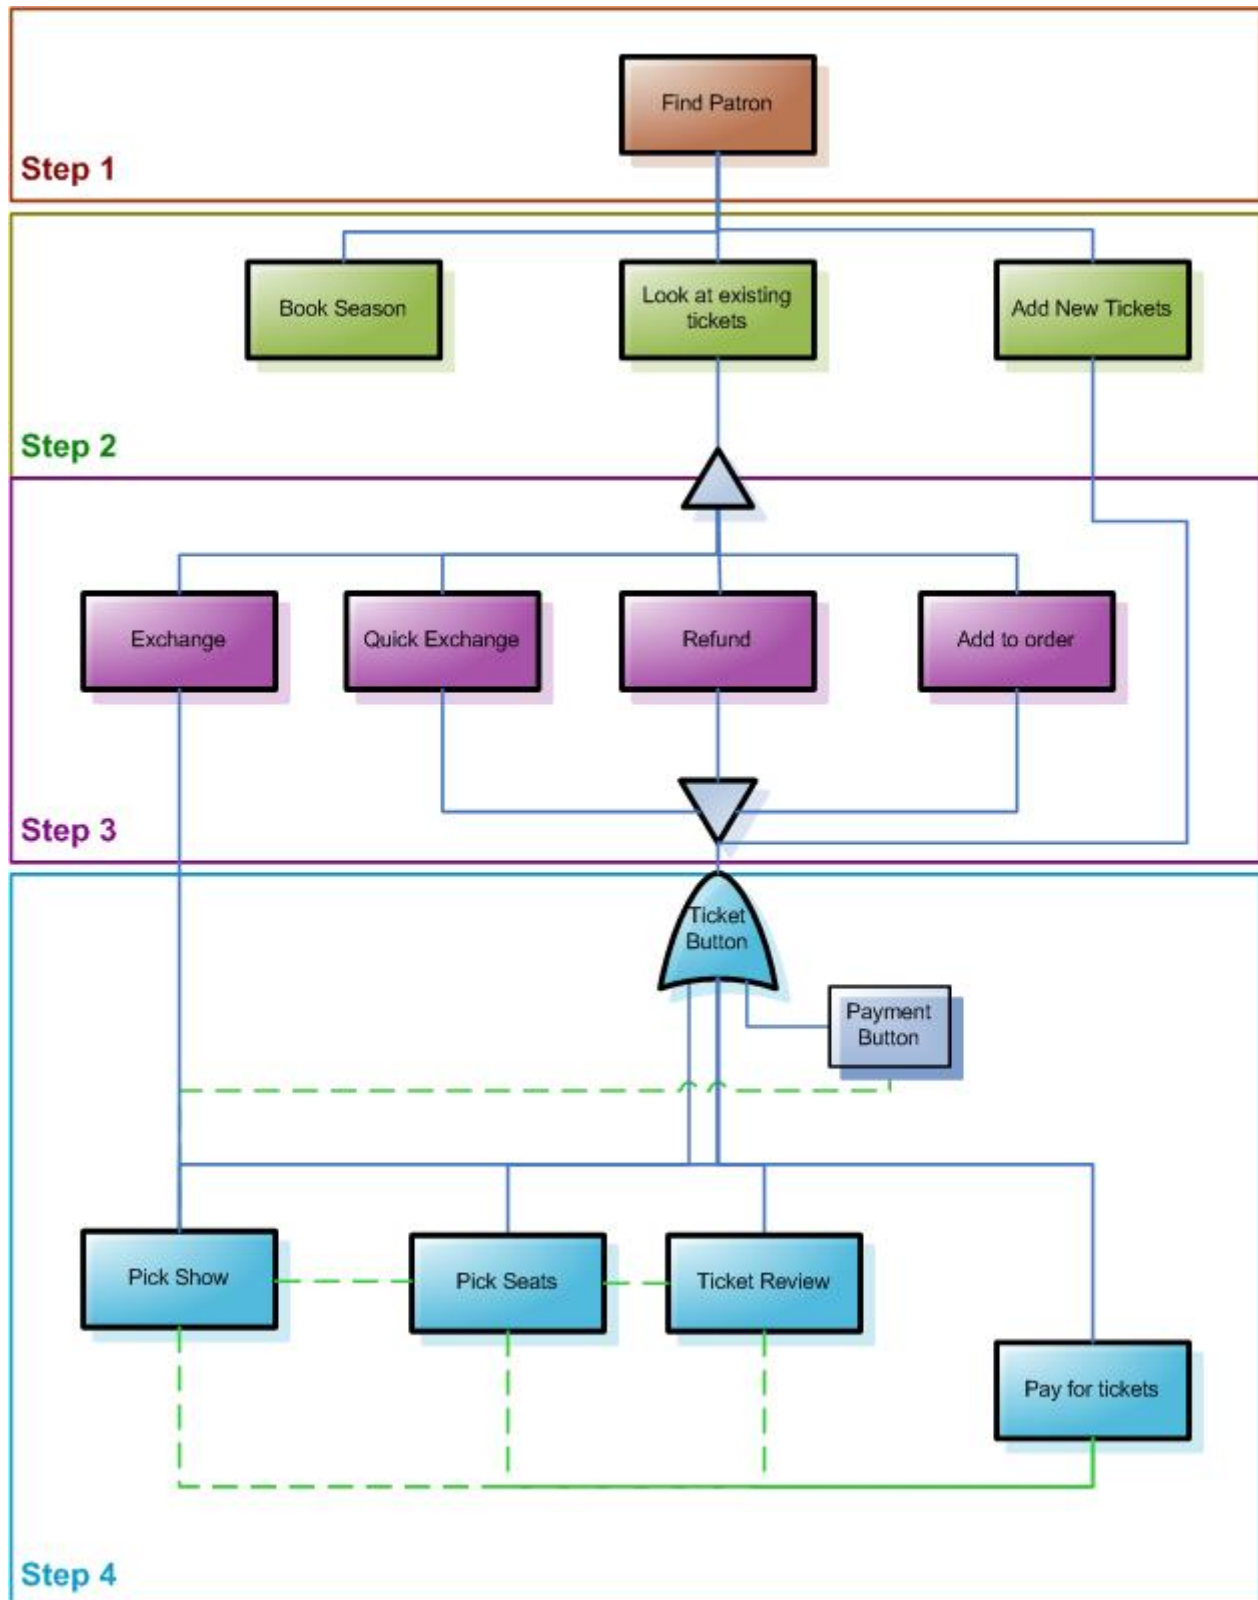 Find Patron
Step 1
Book Season
Look at existing
tickets
Add New Tickets
Step 2
Exchange
Quick Exchange
Refund
Add to order
Step 3
Ticket
Button
Payment
Button
Pick Show
Pick Seats
Ticket Review
Pay for tickets
Step 4